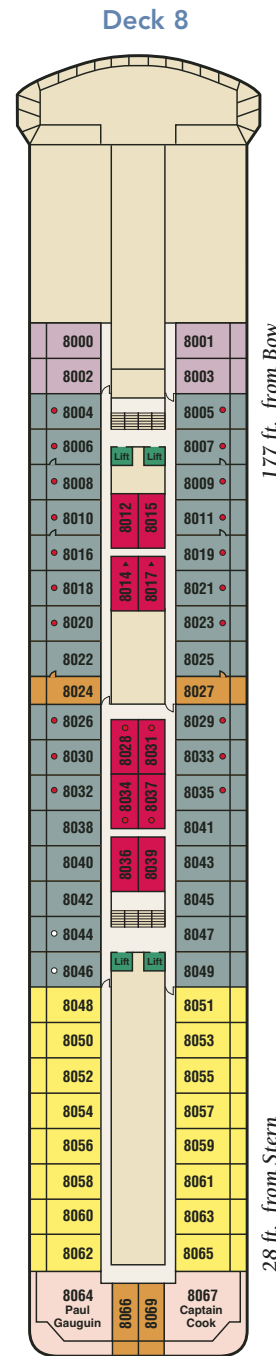 Deck 8
8000 8001
8002 8003
8004 8005
8006 8007
Lift Lift
8008 8009
8010 8012 8015 8011
8016 8019
8018 8014 8017 8021
8020 8023
8022 8025
8024 8027
8026 8029
8030 8028 8031 8033
8032 8034 8037 8035
8038 8041
8040 8036 8039 8043
8042 8045
8044 8047
8046 Lift Lift 8049
8048 8051
8050 8053
8052 8055
8054 8057
8056 8059
8058 8061
8060 8063
8062 8065
8064 8066 8069 8067
Paul Captain
Gauguin Cook
177 ft. from Bow
28 ft. from Stern